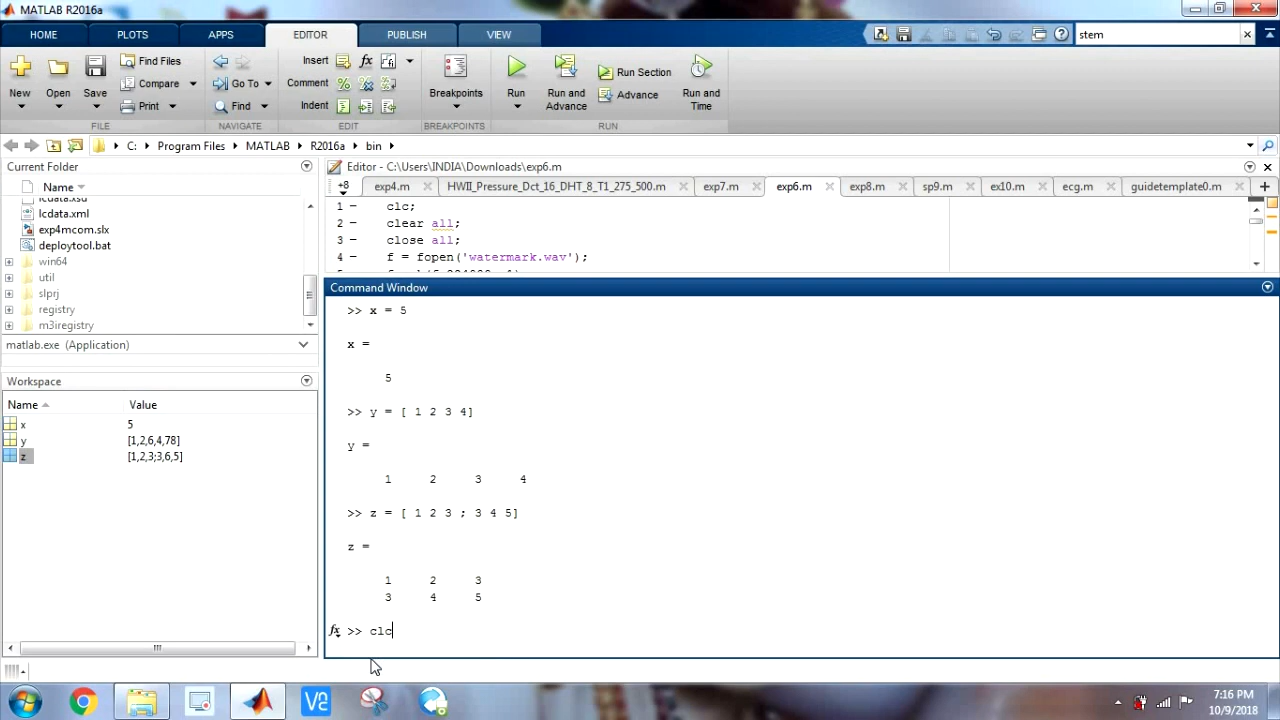 MATLAB R2016a
HOME PLOTS APPS EDITOR PUBLISH VIEW stem
New Open Save Find Files Compare Print
FILE
Go To Find
NAVIGATE
Insert fx
Comment
Indent
EDIT
Breakpoints
BREAKPOINTS
Run
Run and Advance
Run Section
Advance
Run and Time
RUN
C: Program Files MATLAB R2016a bin
Current Folder
Name
lcdata.xsd
lcdata.xml
exp4mcom.slx
deploytool.bat
win64
util
slprj
registry
m3iregistry
matlab.exe (Application)
Workspace
Name Value
x 5
y [1,2,6,4,78]
z [1,2,3;3,6,5]
Editor - C:\Users\INDIA\Downloads\exp6.m
+8 exp4.m HWII_Pressure_Dct_16_DHT_8_T1_275_500.m exp7.m exp6.m exp8.m sp9.m ex10.m ecg.m guidetemplate0.m +
1 - clc;
2 - clear all;
3 - close all;
4 - f = fopen('watermark.wav');
Command Window
>> x = 5
x =
5
>> y = [ 1 2 3 4]
y =
1 2 3 4
>> z = [ 1 2 3 ; 3 4 5]
z =
1 2 3
3 4 5
fx >> clc
7:16 PM
10/9/2018